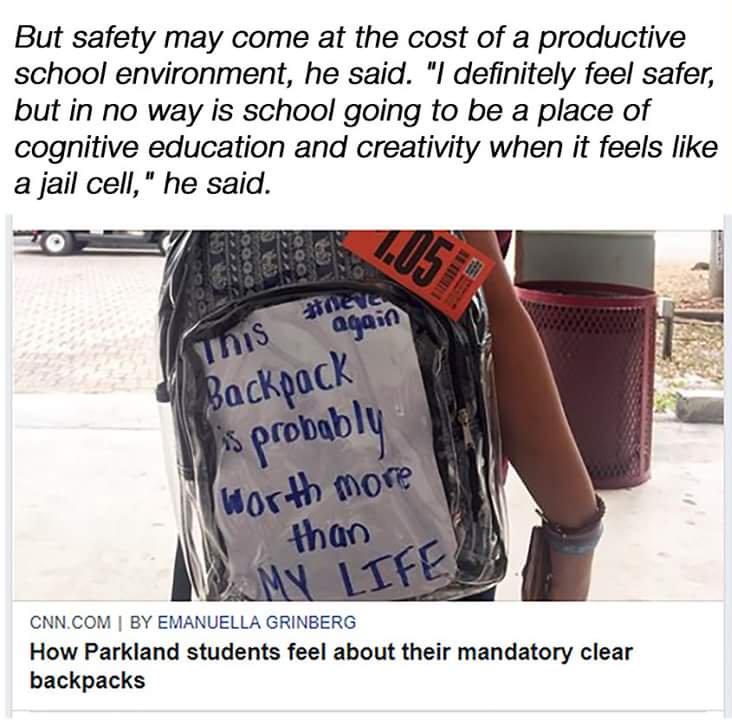 But safety may come at the cost of a productive
school environment, he said. "I definitely feel safer,
but in no way is school going to be a place of
cognitive education and creativity when it feels like
a jail cell," he said.
1.05
#neve
again
This
Backpack
is probably
worth more
than
MY LIFE
CNN.COM | BY EMANUELLA GRINBERG
How Parkland students feel about their mandatory clear
backpacks